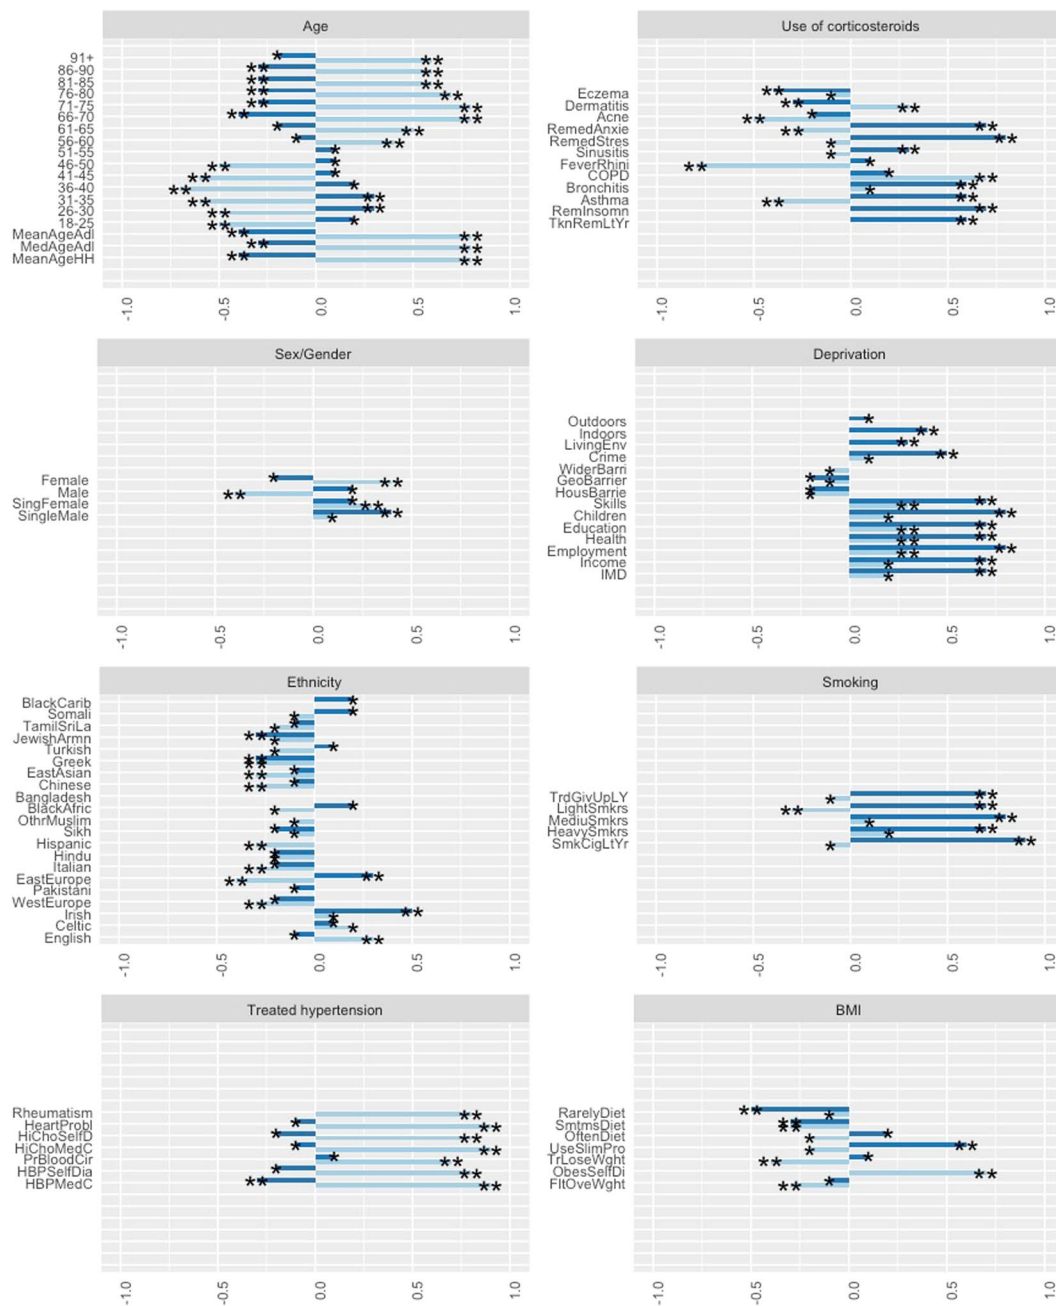 Age
91+
86-90
81-85
76-80
71-75
66-70
61-65
56-60
51-55
46-50
41-45
36-40
31-35
26-30
18-25
MeanAgeAdl
MedAgeAdl
MeanAgeHH
-1.0
-0.5
0.0
0.5
1.0
Use of corticosteroids
Eczema
Dermatitis
Acne
RemedAnxie
RemedStres
Sinusitis
FeverRhini
COPD
Bronchitis
Asthma
RemInsomn
TknRemLtYr
-1.0
-0.5
0.0
0.5
1.0
Sex/Gender
Female
Male
SingFemale
SingleMale
-1.0
-0.5
0.0
0.5
1.0
Deprivation
Outdoors
Indoors
LivingEnv
Crime
WiderBarri
GeoBarrier
HousBarrie
Skills
Children
Education
Health
Employment
Income
IMD
-1.0
-0.5
0.0
0.5
1.0
Ethnicity
BlackCarib
Somali
TamilSriLa
JewishArmn
Turkish
Greek
EastAsian
Chinese
Bangladesh
BlackAfric
OthrMuslim
Sikh
Hispanic
Hindu
Italian
EastEurope
Pakistani
WestEurope
Irish
Celtic
English
-1.0
-0.5
0.0
0.5
1.0
Smoking
TrdGivUpLY
LightSmkrs
MediuSmkrs
HeavySmkrs
SmkCigLtYr
-1.0
-0.5
0.0
0.5
1.0
Treated hypertension
Rheumatism
HeartProbl
HiChoSelfD
HiChoMedC
PrBloodCir
HBPSelfDia
HBPMedC
-1.0
-0.5
0.0
0.5
1.0
BMI
RarelyDiet
SmtmsDiet
OftenDiet
UseSlimPro
TrLoseWght
ObesSelfDi
FltOveWght
-1.0
-0.5
0.0
0.5
1.0